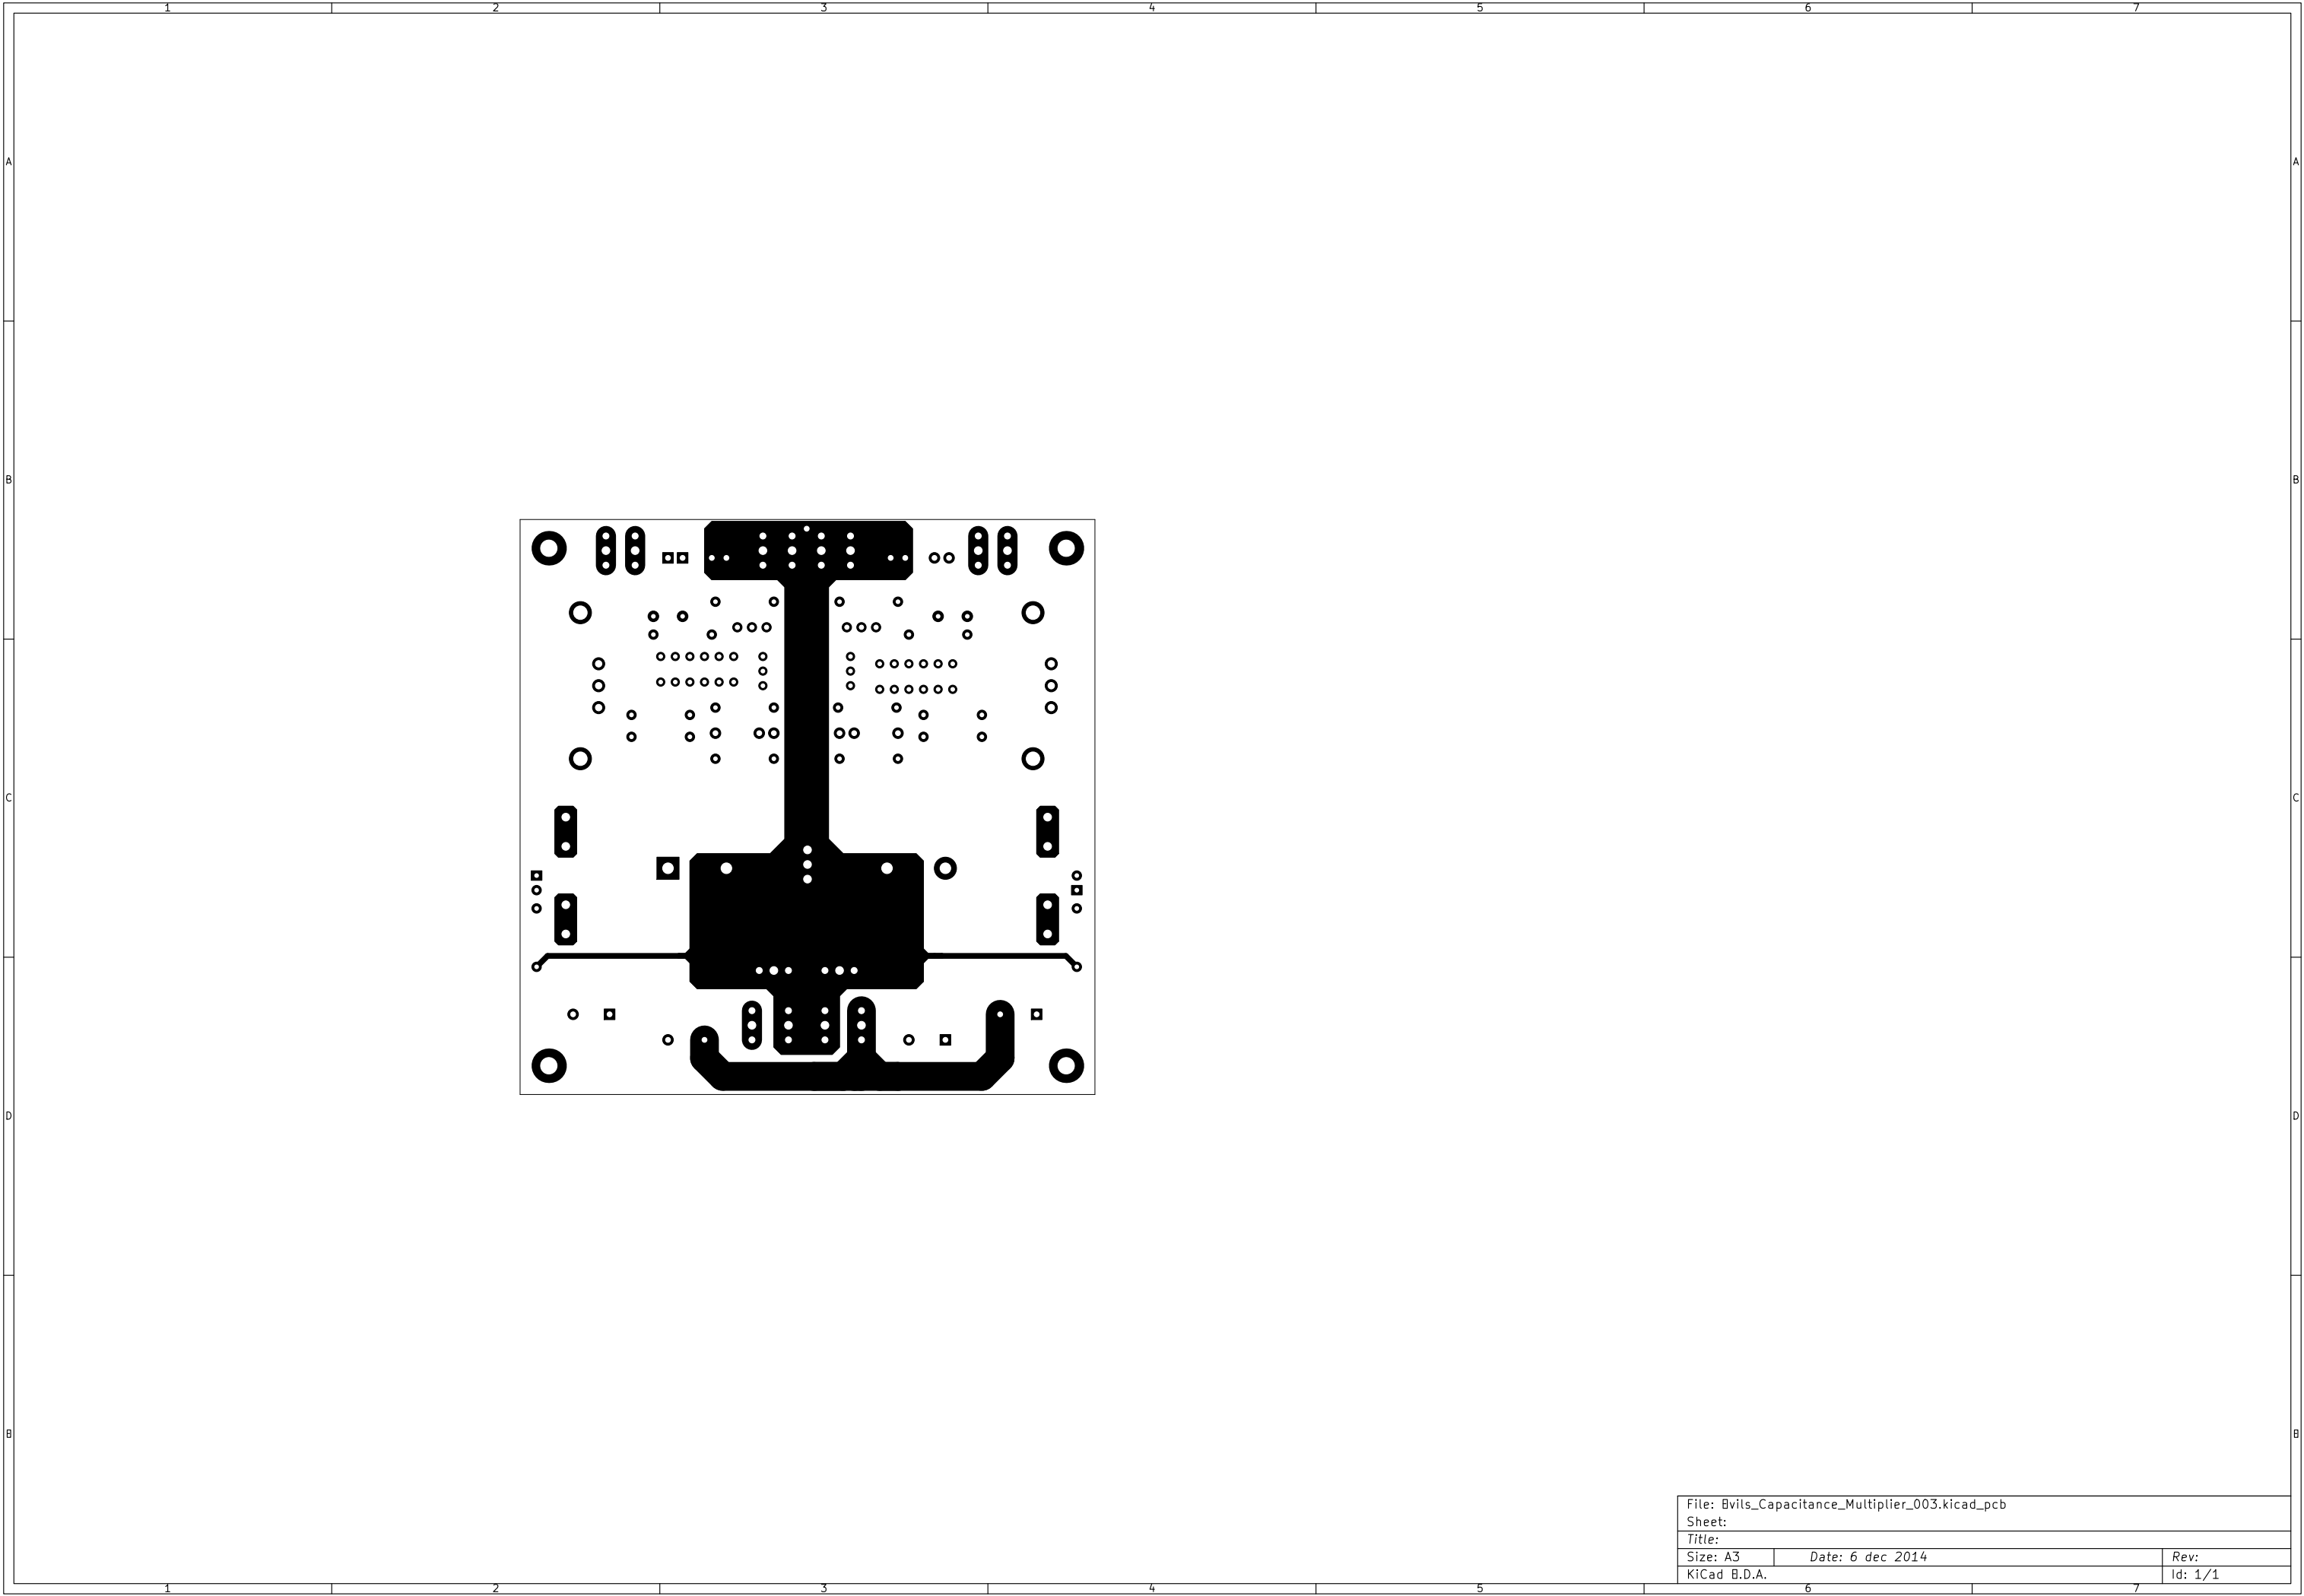 1 2 3 4 5 6 7
A A
B B
C C
D D
B B
File: Bvils_Capacitance_Multiplier_003.kicad_pcb
Sheet:
Title:
Size: A3 Date: 6 dec 2014 Rev:
KiCad B.D.A. Id: 1/1
1 2 3 4 5 6 7